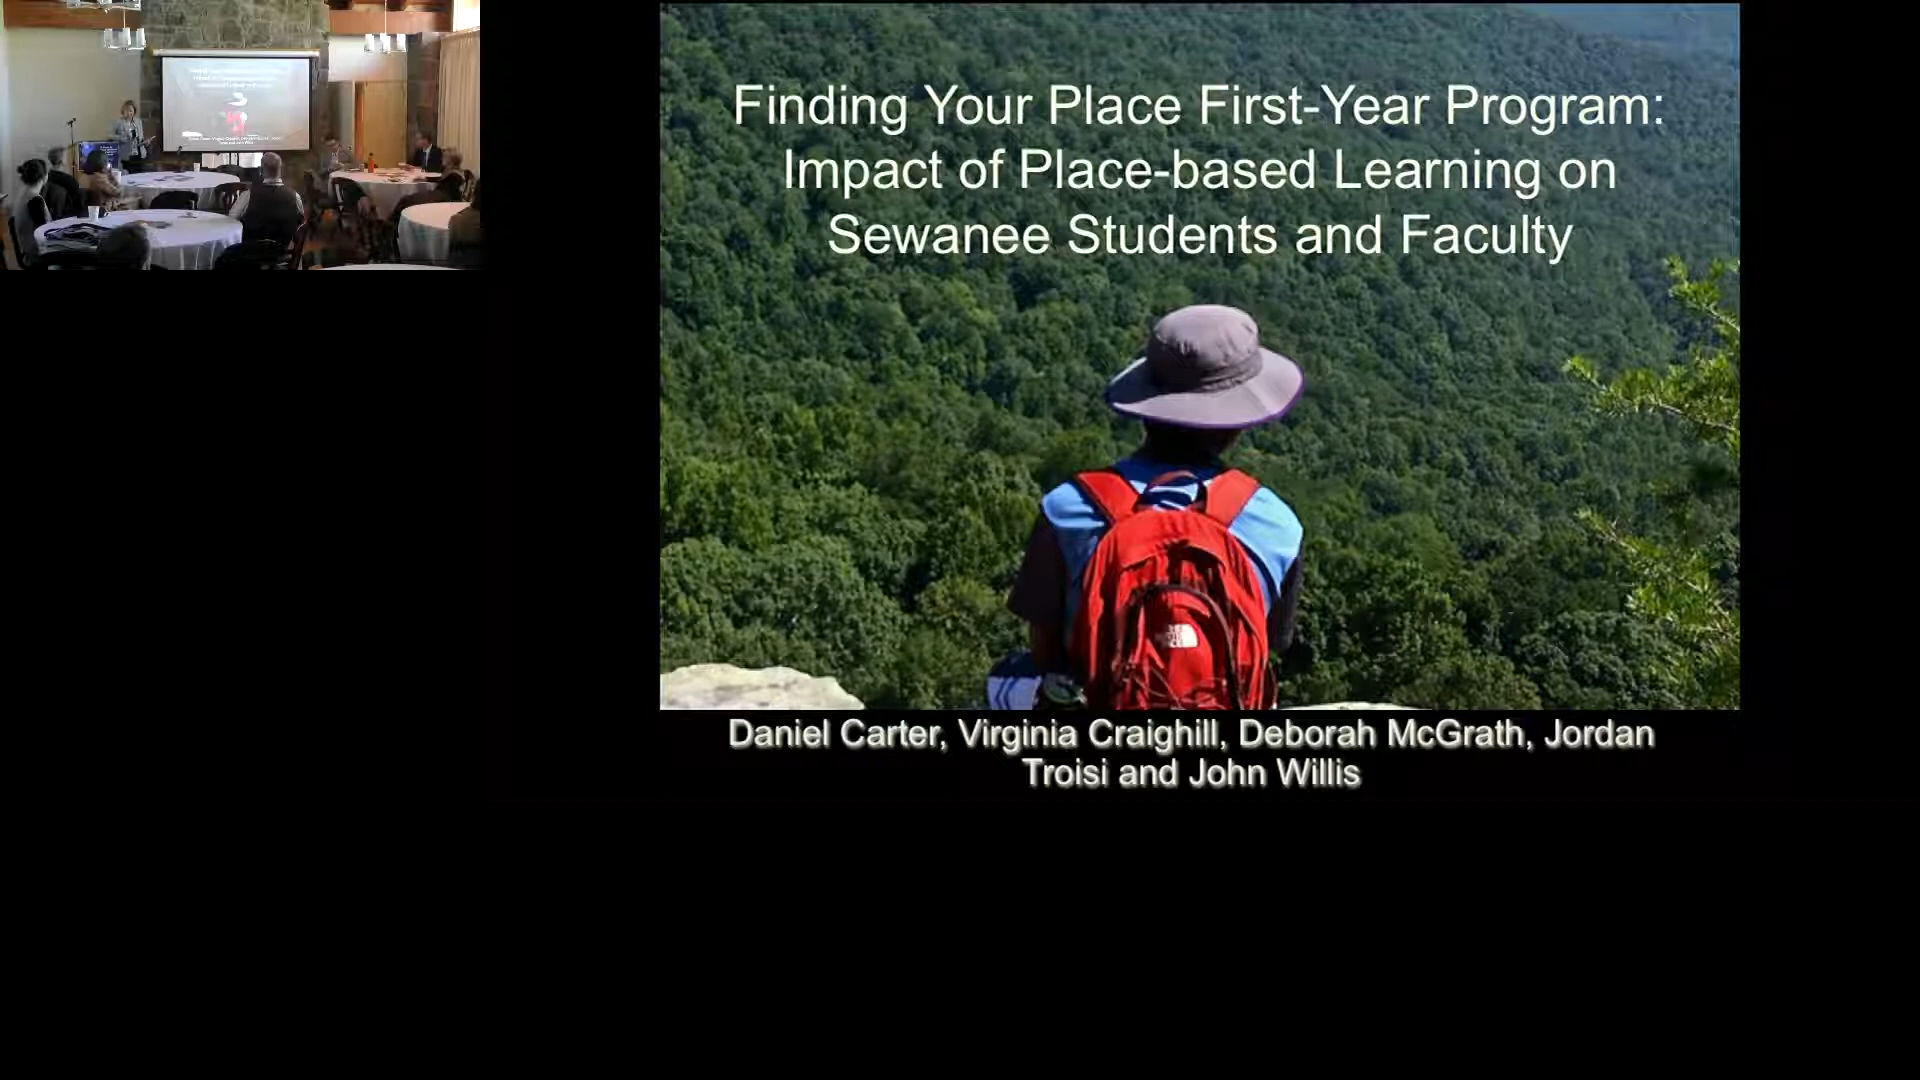 Finding Your Place First-Year Program:
Impact of Place-based Learning on
Sewanee Students and Faculty
Daniel Carter, Virginia Craighill, Deborah McGrath, Jordan
Troisi and John Willis